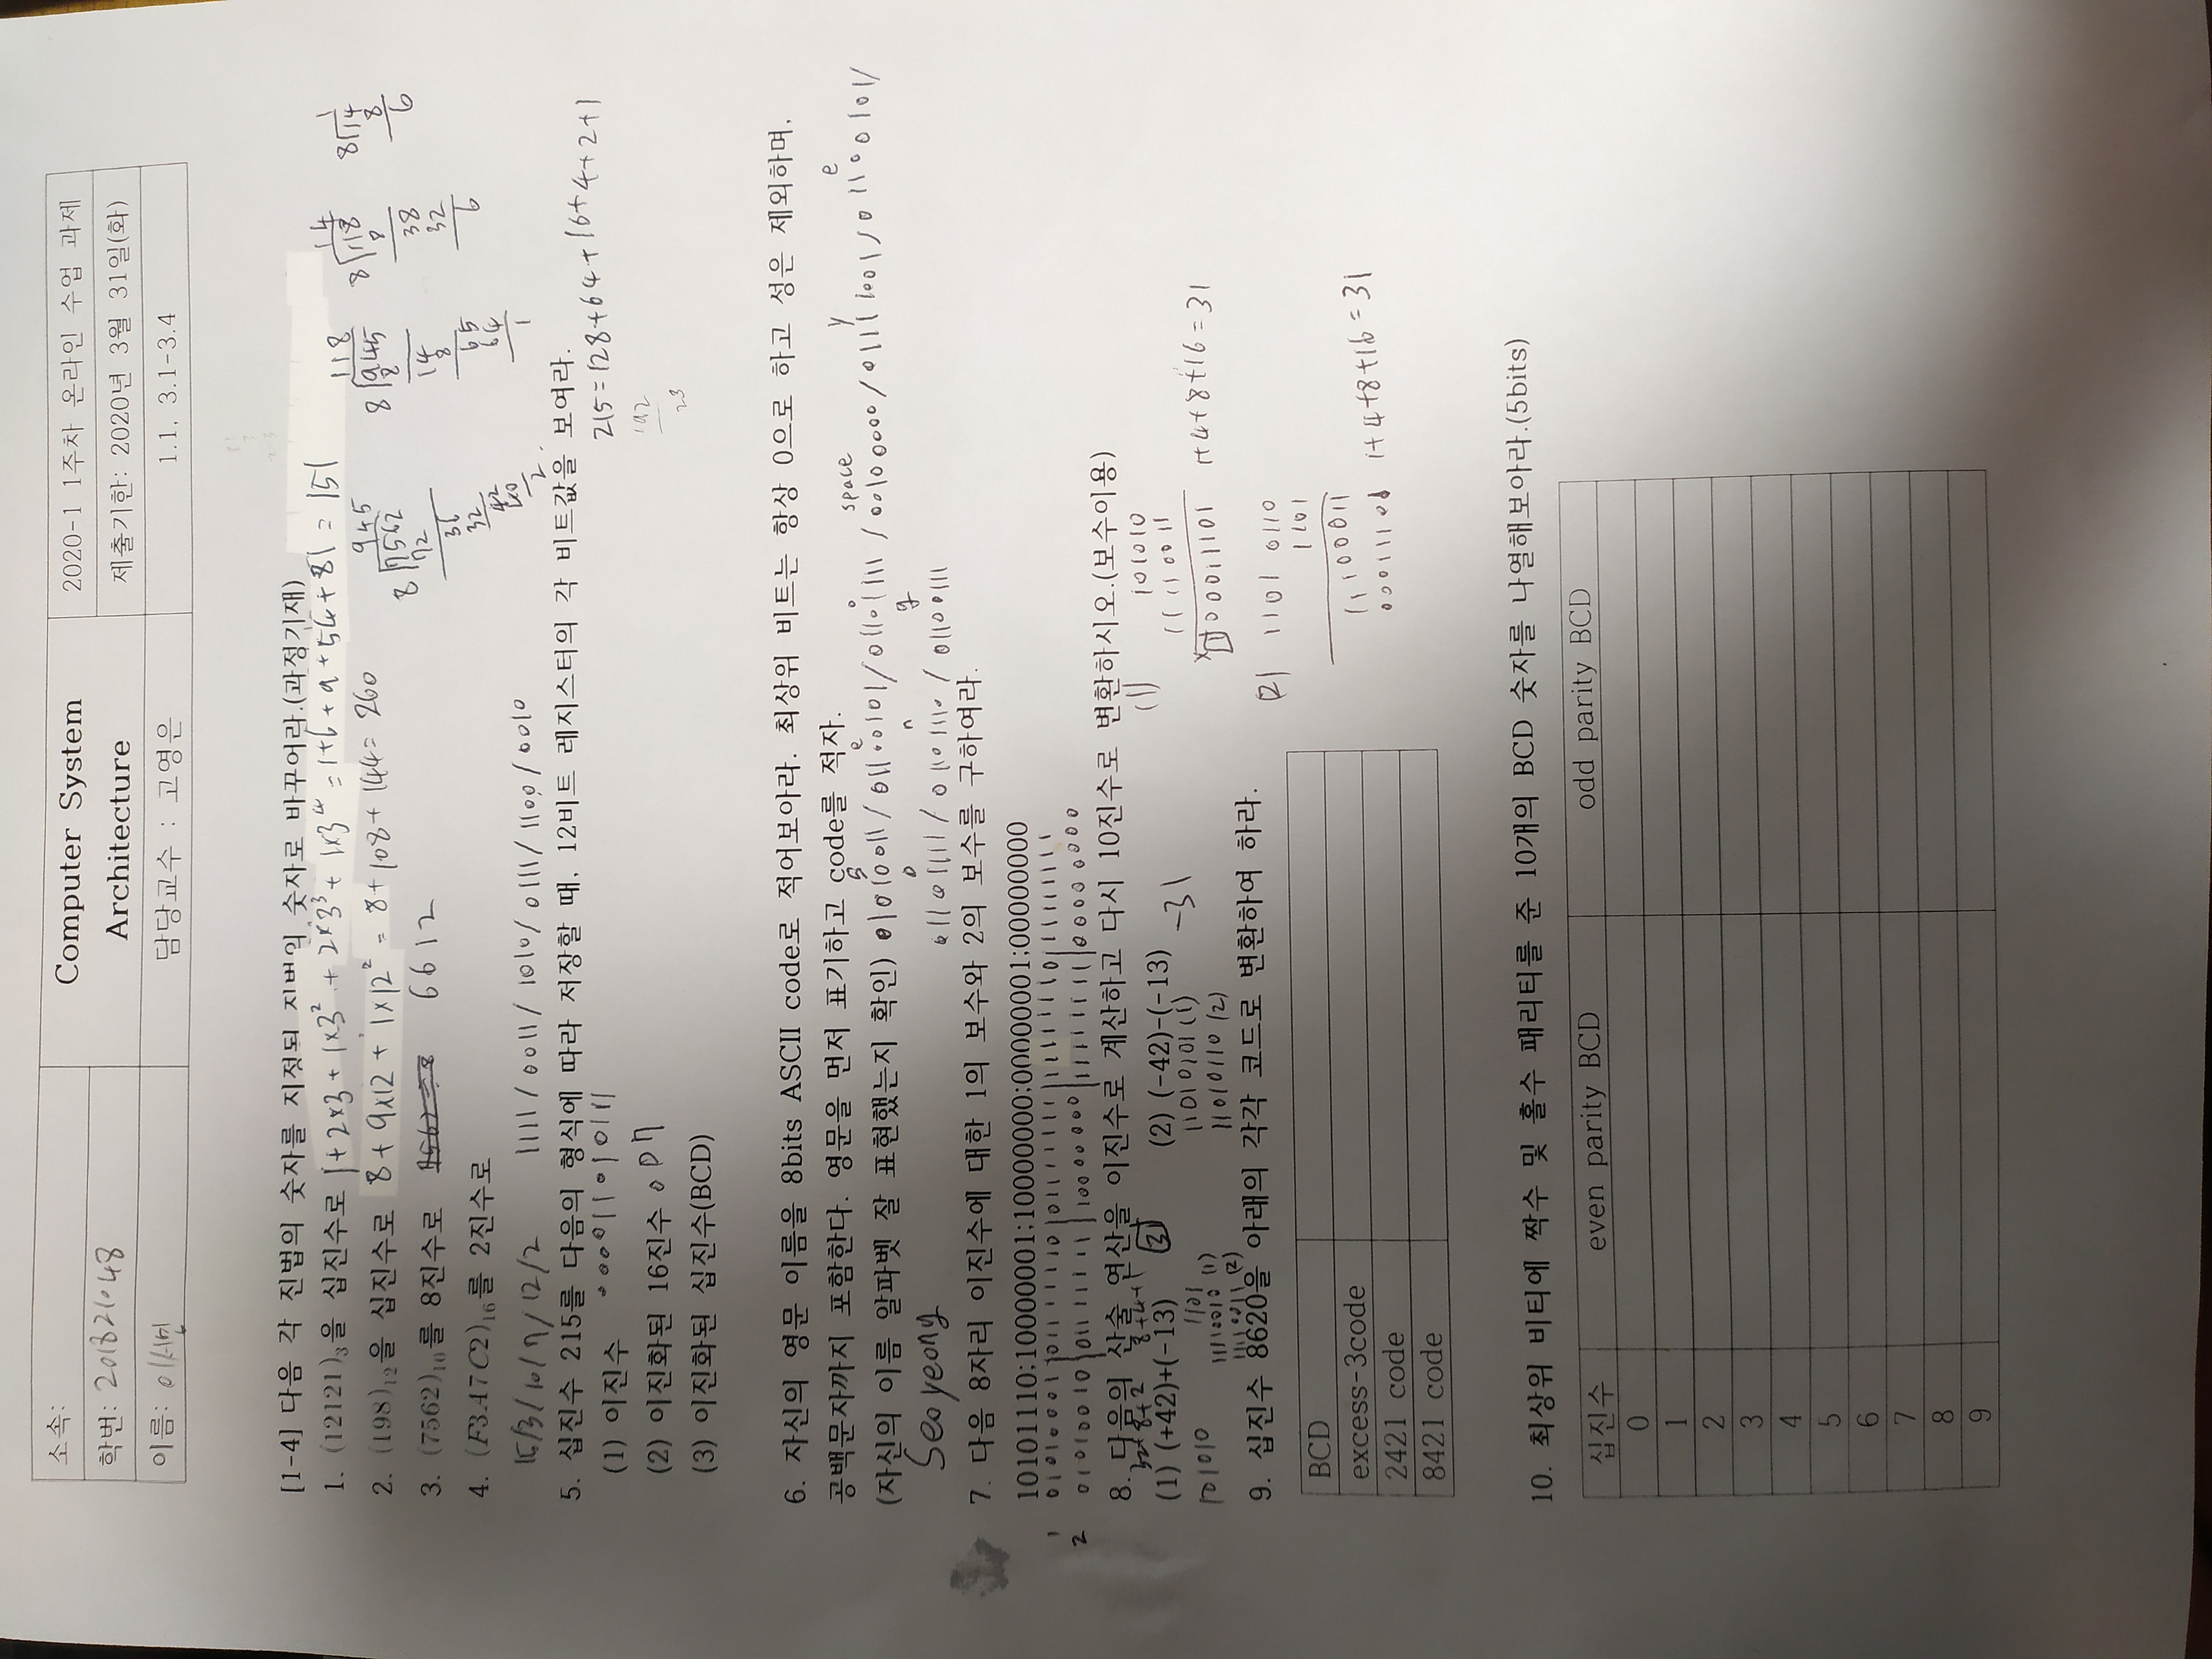 소속:
학번: 201821048
이름:
Computer System
Architecture
담당교수 : 고영은
2020-1 1주차 온라인 수업 과제
제출기한: 2020년 3월 31일(화)
1.1, 3.1-3.4
[1-4] 다음 각 진법의 숫자를 지정된 진법의 숫자로 바꾸어라.(과정기재)
1. (12121)₃을 십진수로 1+2×3+1×3²+2×3³+1×3⁴=1+6+9+54+81=151
2. (198)₁₂을 십진수로 8+9×12+1×12²=8+108+144=260
3. (7562)₁₀를 8진수로 6612
945
8 7562
72
36
32
42
40
2
118
8 945
8
14
8
65
64
1
14
8 118
8
38
32
6
1
8 14
8
6
4. (F3A7C2)₁₆를 2진수로
15/3/10/7/12/2 1111/0011/1010/0111/1100/0010
5. 십진수 215를 다음의 형식에 따라 저장할 때, 12비트 레지스터의 각 비트값을 보여라.
215=128+64+16+4+2+1
192
23
(1) 이진수 000011010111
(2) 이진화된 16진수 0D7
(3) 이진화된 십진수(BCD)
6. 자신의 영문 이름을 8bits ASCII code로 적어보아라. 최상위 비트는 항상 0으로 하고 성은 제외하며,
공백문자까지 포함한다. 영문을 먼저 표기하고 code를 적자.
S e o space y e
(자신의 이름 알파벳 잘 표현했는지 확인) 01010011/01100101/01101111/00100000/01111001/01100101/
o n g
Seo yeong 01101111/01101110/01100111
7. 다음 8자리 이진수에 대한 1의 보수와 2의 보수를 구하여라.
10101110;10000001;10000000;00000001;00000000
1 01010001|01111110|01111111|11111110|11111111
2 01010010|01111111|10000000|11111111|00000000
8. 다음의 산술 연산을 이진수로 계산하고 다시 10진수로 변환하시오.(보수이용)
32+8+2 8+4+1
(1) (+42)+(-13) 31
101010 1101
11110010 (1)
11110011 (2)
(2) (-42)-(-13) -31
11010101 (1)
11010110 (2)
(1) 101010
11110011
100011101 1+4+8+16=31
(2) 1101 0110
1101
11100011
00011101 1+4+8+16=31
9. 십진수 8620을 아래의 각각 코드로 변환하여 하라.
BCD
excess-3code
2421 code
8421 code
10. 최상위 비티에 짝수 및 홀수 패리티를 준 10개의 BCD 숫자를 나열해보아라.(5bits)
십진수 even parity BCD odd parity BCD
0
1
2
3
4
5
6
7
8
9